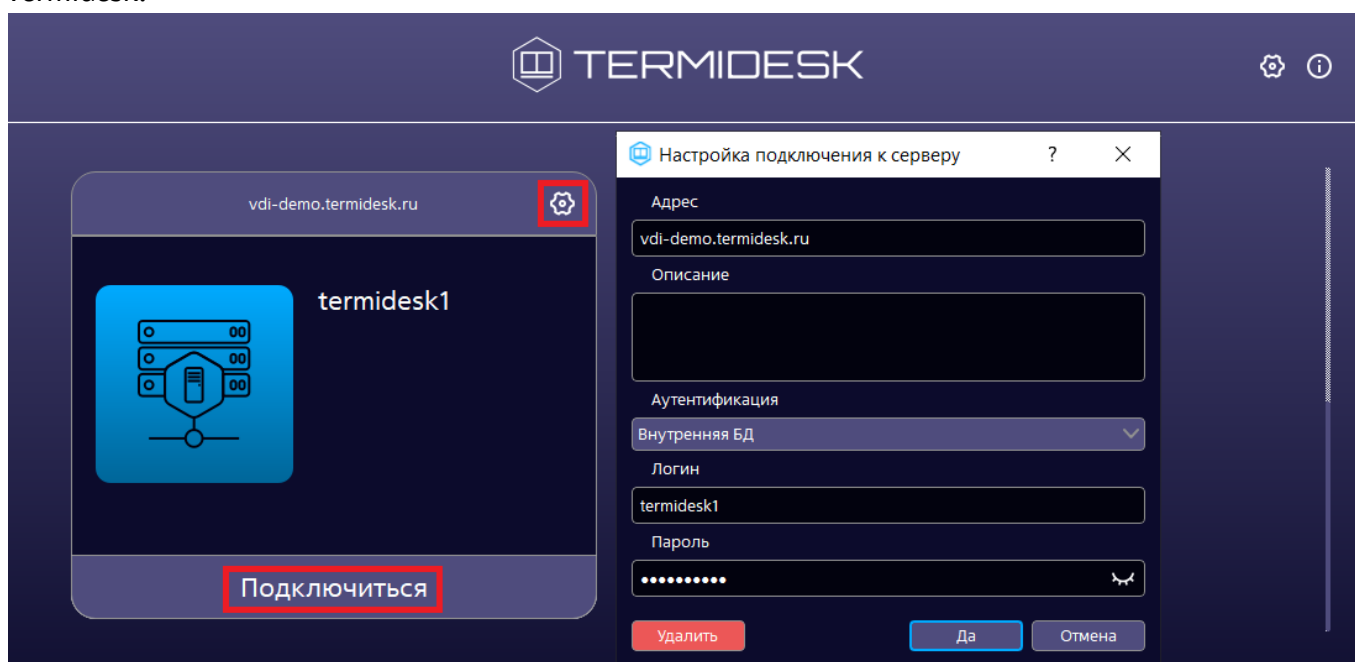 TERMIDESK
vdi-demo.termidesk.ru
termidesk1
Подключиться
Настройка подключения к серверу
?
Адрес
vdi-demo.termidesk.ru
Описание
Аутентификация
Внутренняя БД
Логин
termidesk1
Пароль
••••••••••
Удалить
Да
Отмена